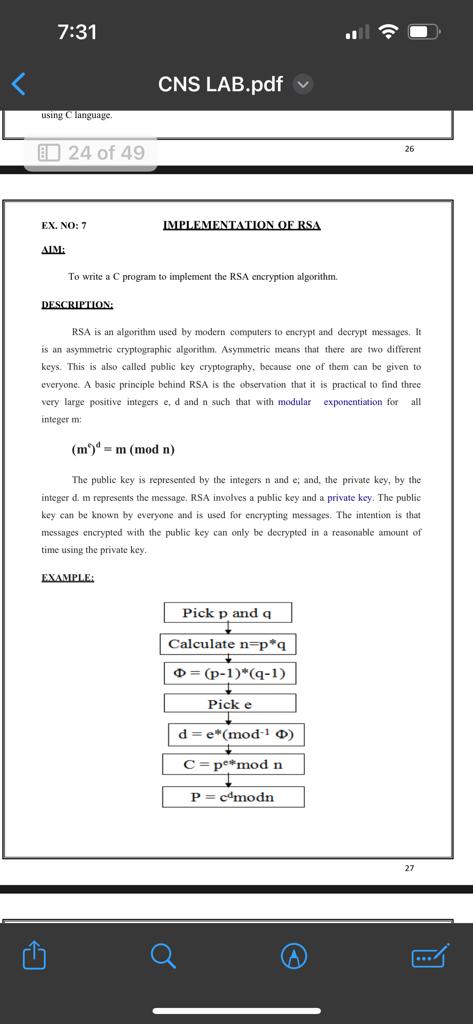 7:31
CNS LAB.pdf
using C language.
24 of 49
26
EX. NO: 7 IMPLEMENTATION OF RSA
AIM:
To write a C program to implement the RSA encryption algorithm.
DESCRIPTION:
RSA is an algorithm used by modern computers to encrypt and decrypt messages. It
is an asymmetric cryptographic algorithm. Asymmetric means that there are two different
keys. This is also called public key cryptography, because one of them can be given to
everyone. A basic principle behind RSA is the observation that it is practical to find three
very large positive integers e, d and n such that with modular exponentiation for all
integer m:
(mᵉ)ᵈ = m (mod n)
The public key is represented by the integers n and e; and, the private key, by the
integer d. m represents the message. RSA involves a public key and a private key. The public
key can be known by everyone and is used for encrypting messages. The intention is that
messages encrypted with the public key can only be decrypted in a reasonable amount of
time using the private key.
EXAMPLE:
Pick p and q
Calculate n=p*q
Φ = (p-1)*(q-1)
Pick e
d = e*(mod⁻¹ Φ)
C = pᵉ*mod n
P = cᵈmodn
27